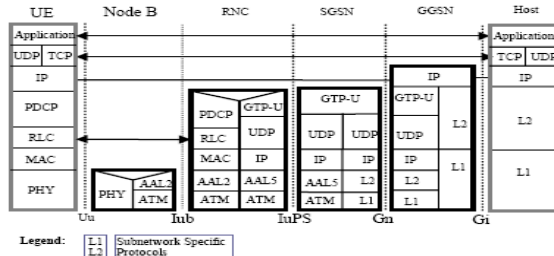 UE Node B RNC SGSN GGSN Host
Application Application
UDP TCP TCP UDP
IP IP IP
PDCP PDCP GTP-U GTP-U GTP-U L2 L2
RLC RLC UDP UDP UDP UDP
MAC MAC IP IP IP IP L1 L1
PHY PHY AAL2 AAL2 AAL5 AAL5 L2 L2
ATM ATM ATM ATM L1 L1
Uu Iub IuPS Gn Gi
Legend: L1 Subnetwork Specific
L2 Protocols